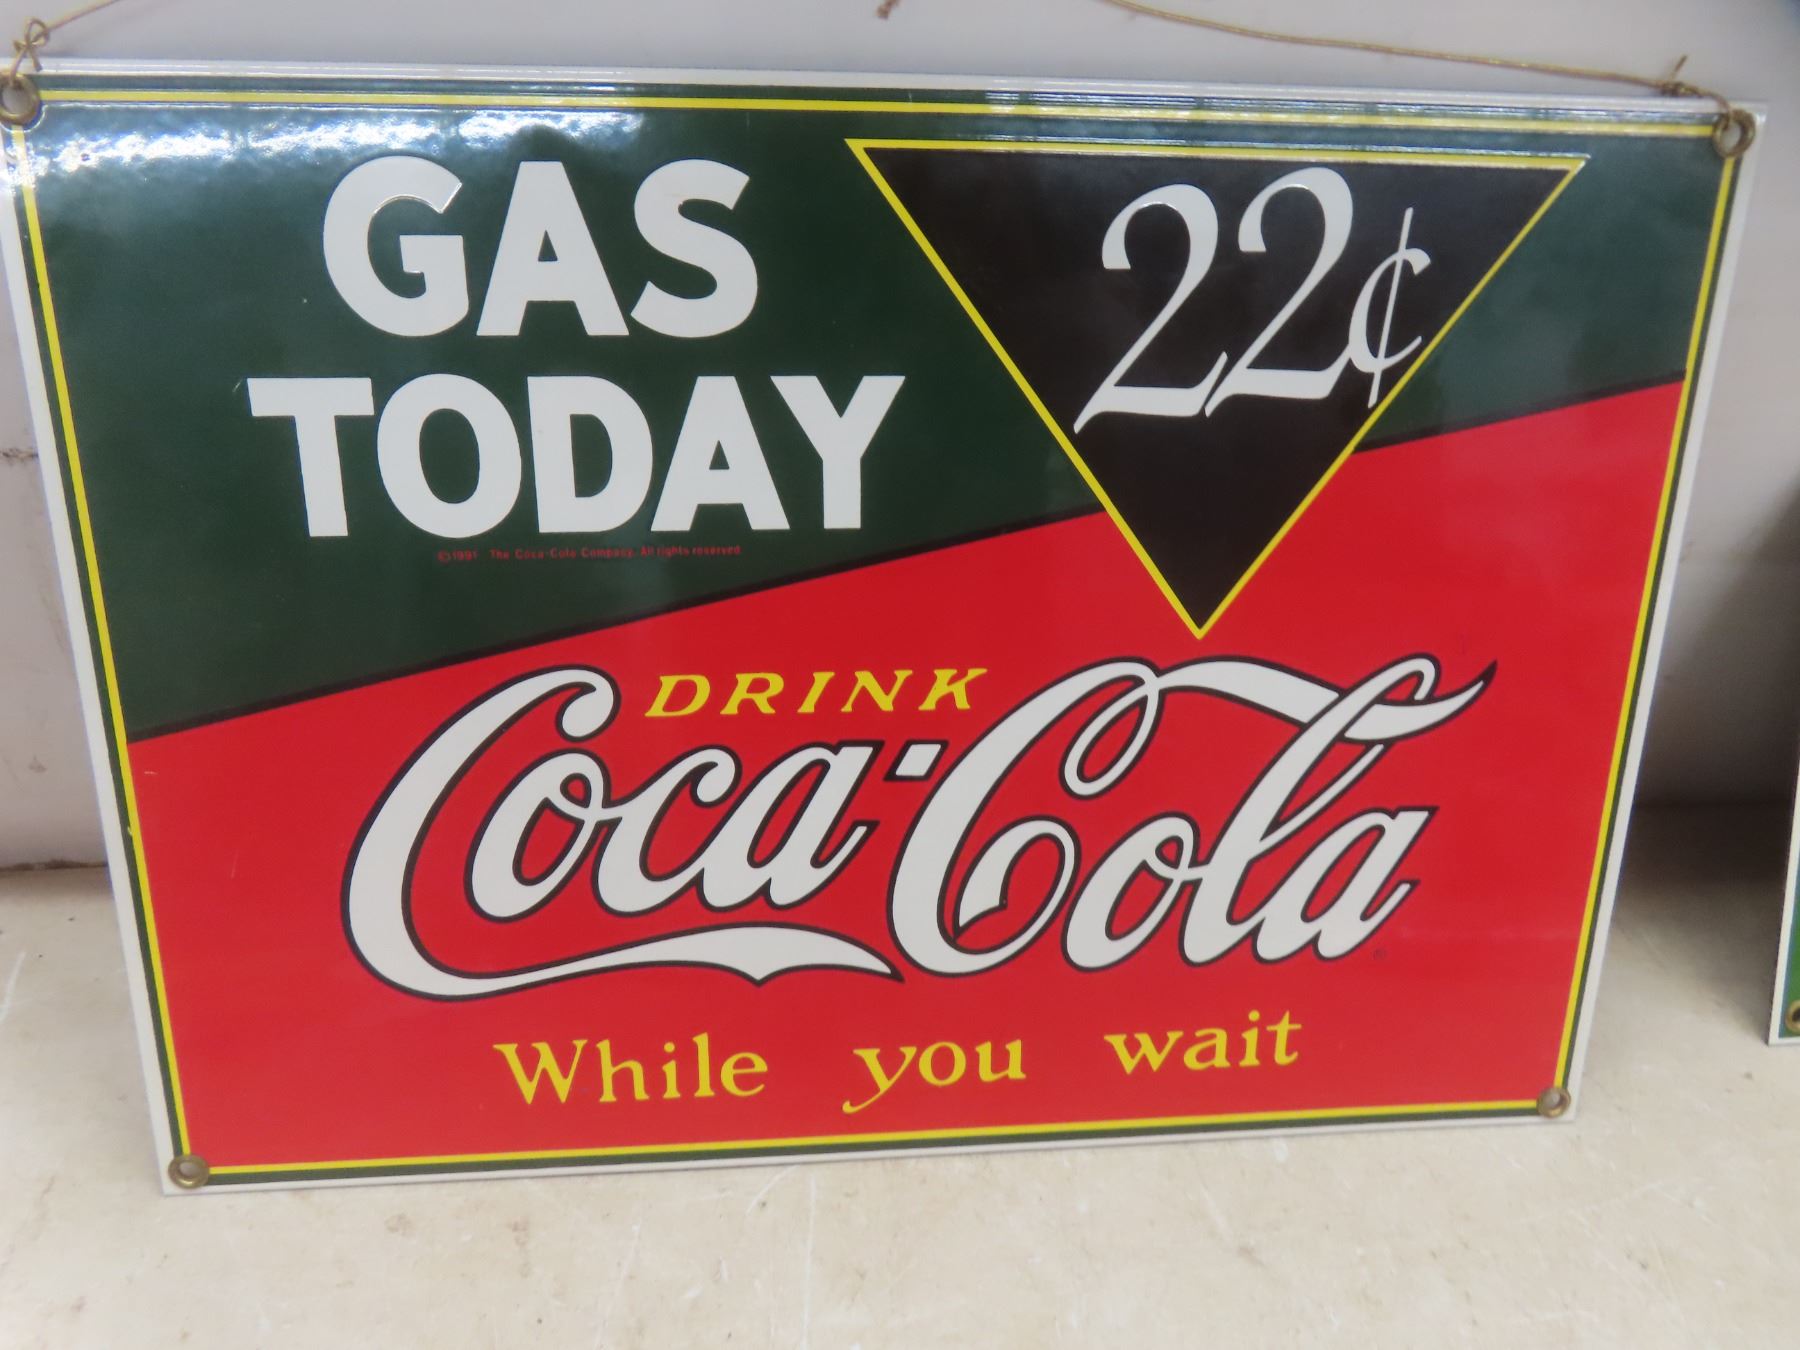 GAS
TODAY
22¢
©1991 The Coca-Cola Company. All rights reserved
DRINK
Coca-Cola
®
While you wait